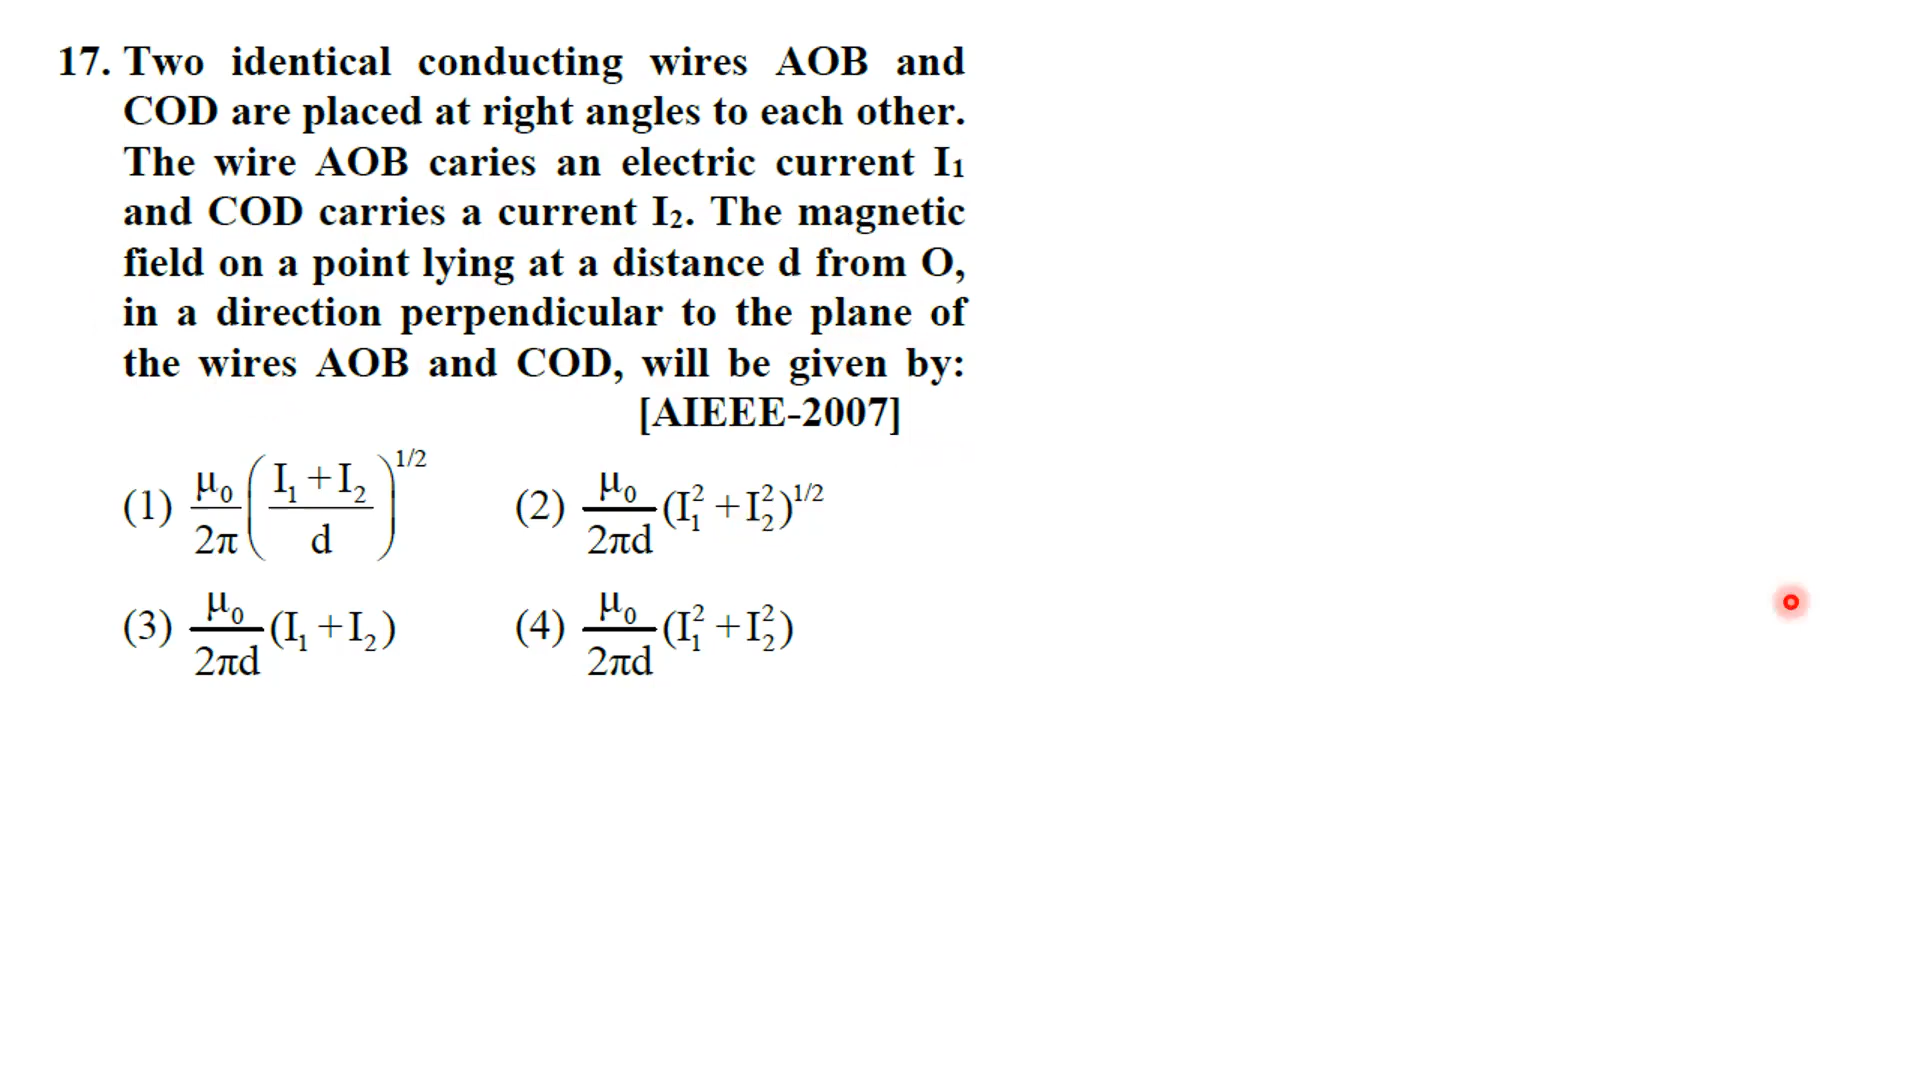 17. Two identical conducting wires AOB and
COD are placed at right angles to each other.
The wire AOB caries an electric current I₁
and COD carries a current I₂. The magnetic
field on a point lying at a distance d from O,
in a direction perpendicular to the plane of
the wires AOB and COD, will be given by:
[AIEEE-2007]
(1) μ₀/2π ((I₁ + I₂)/d)^1/2 (2) μ₀/2πd (I₁² + I₂²)^1/2
(3) μ₀/2πd (I₁ + I₂) (4) μ₀/2πd (I₁² + I₂²)